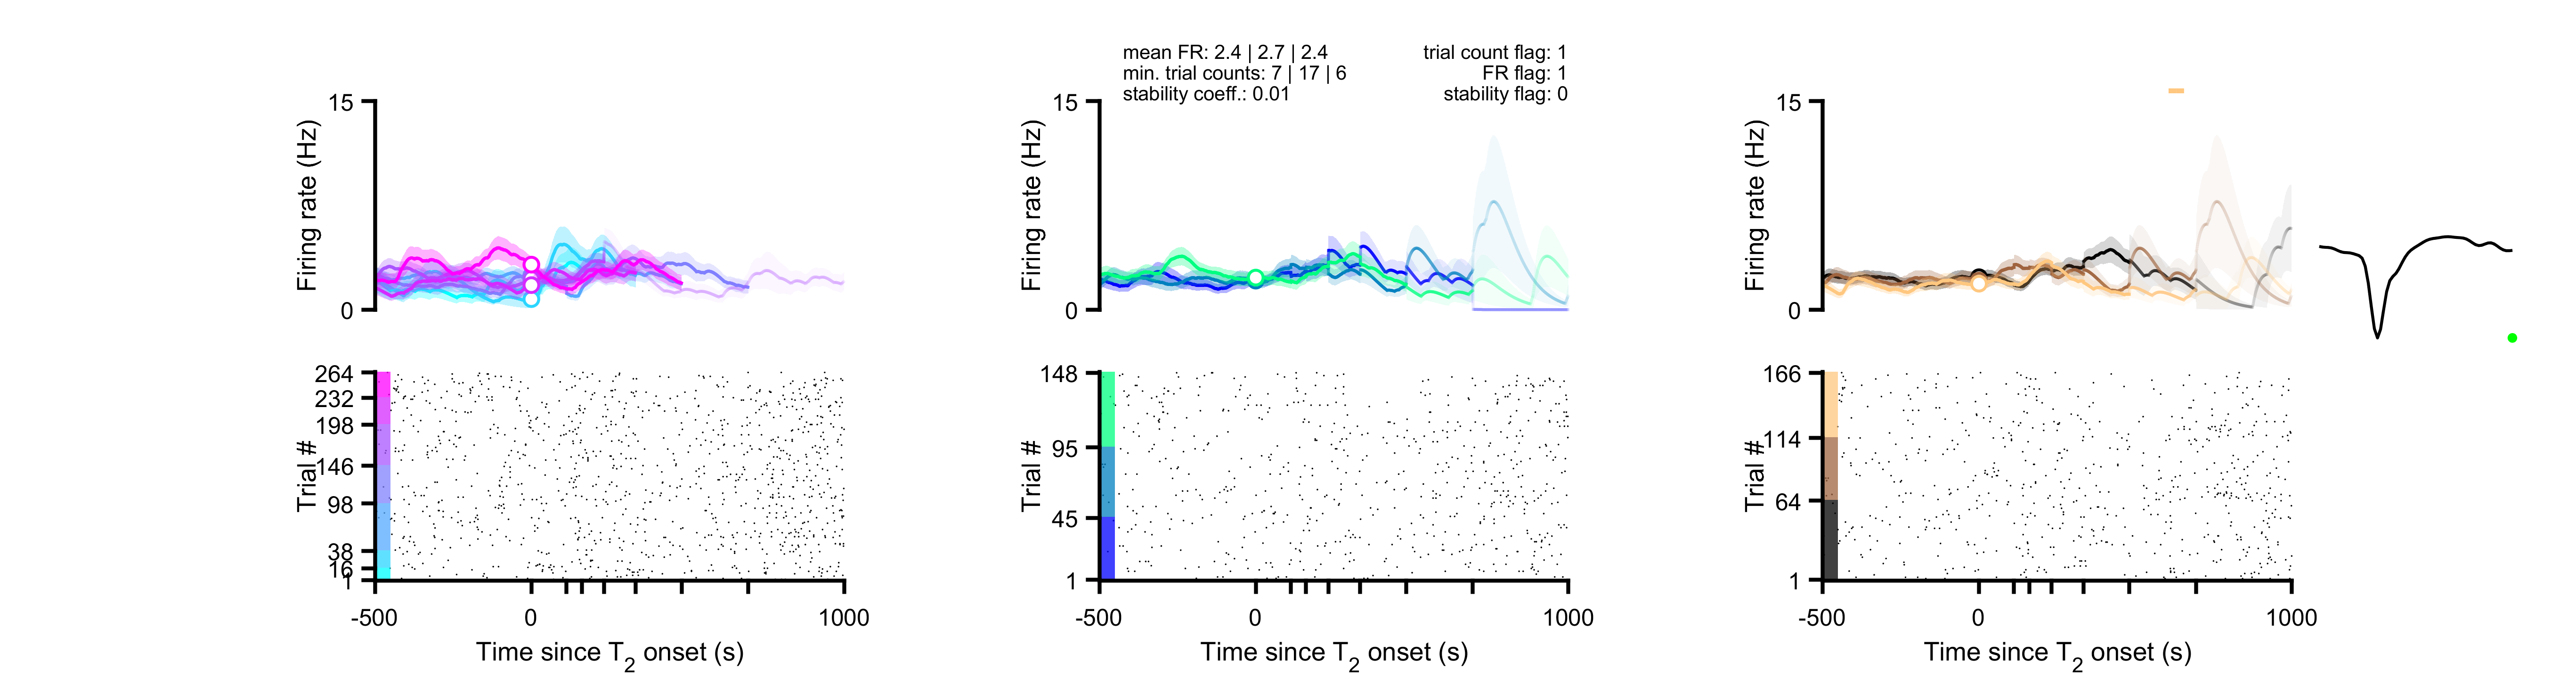 mean FR: 2.4 | 2.7 | 2.4
min. trial counts: 7 | 17 | 6
stability coeff.: 0.01
trial count flag: 1
FR flag: 1
stability flag: 0
15
0
Firing rate (Hz)
264
232
198
146
98
38
16
1
Trial #
-500
0
1000
Time since T2 onset (s)
15
0
Firing rate (Hz)
148
95
45
1
Trial #
-500
0
1000
Time since T2 onset (s)
15
0
Firing rate (Hz)
166
114
64
1
Trial #
-500
0
1000
Time since T2 onset (s)